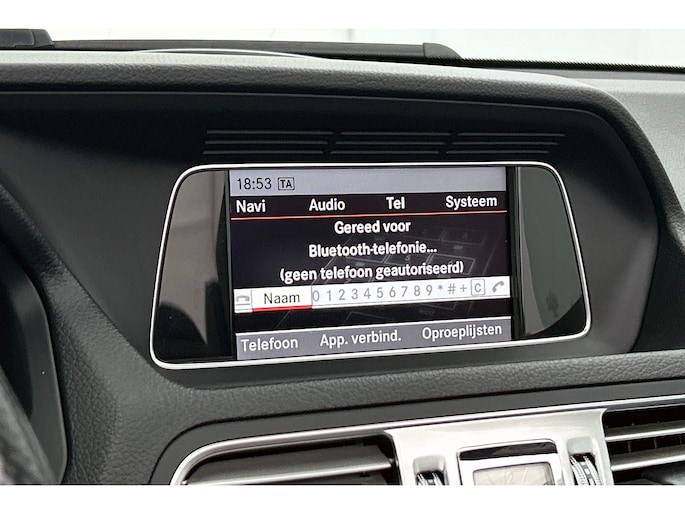 18:53 TA
Navi Audio Tel Systeem
Gereed voor
Bluetooth-telefonie...
(geen telefoon geautoriseerd)
Naam 0 1 2 3 4 5 6 7 8 9 * # + C
Telefoon App. verbind. Oproeplijsten